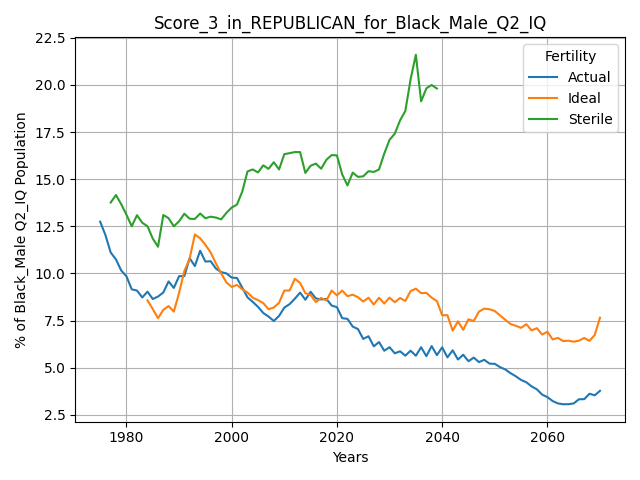 Score_3_in_REPUBLICAN_for_Black_Male_Q2_IQ
22.5
20.0
17.5
15.0
12.5
10.0
7.5
5.0
2.5
% of Black_Male Q2_IQ Population
Fertility
Actual
Ideal
Sterile
1980
2000
2020
2040
2060
Years